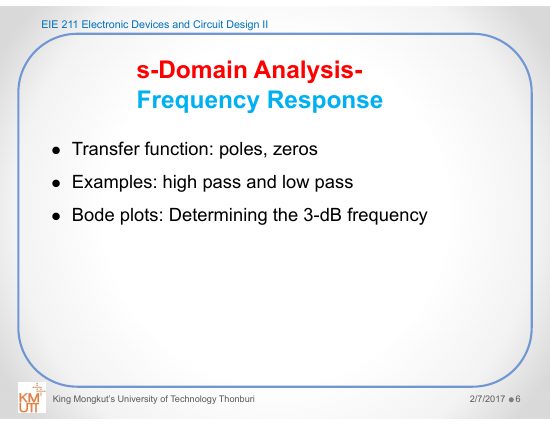 EIE 211 Electronic Devices and Circuit Design II
s-Domain Analysis-
Frequency Response
● Transfer function: poles, zeros
● Examples: high pass and low pass
● Bode plots: Determining the 3-dB frequency
KM
UTT
King Mongkut's University of Technology Thonburi
2/7/2017 ●6